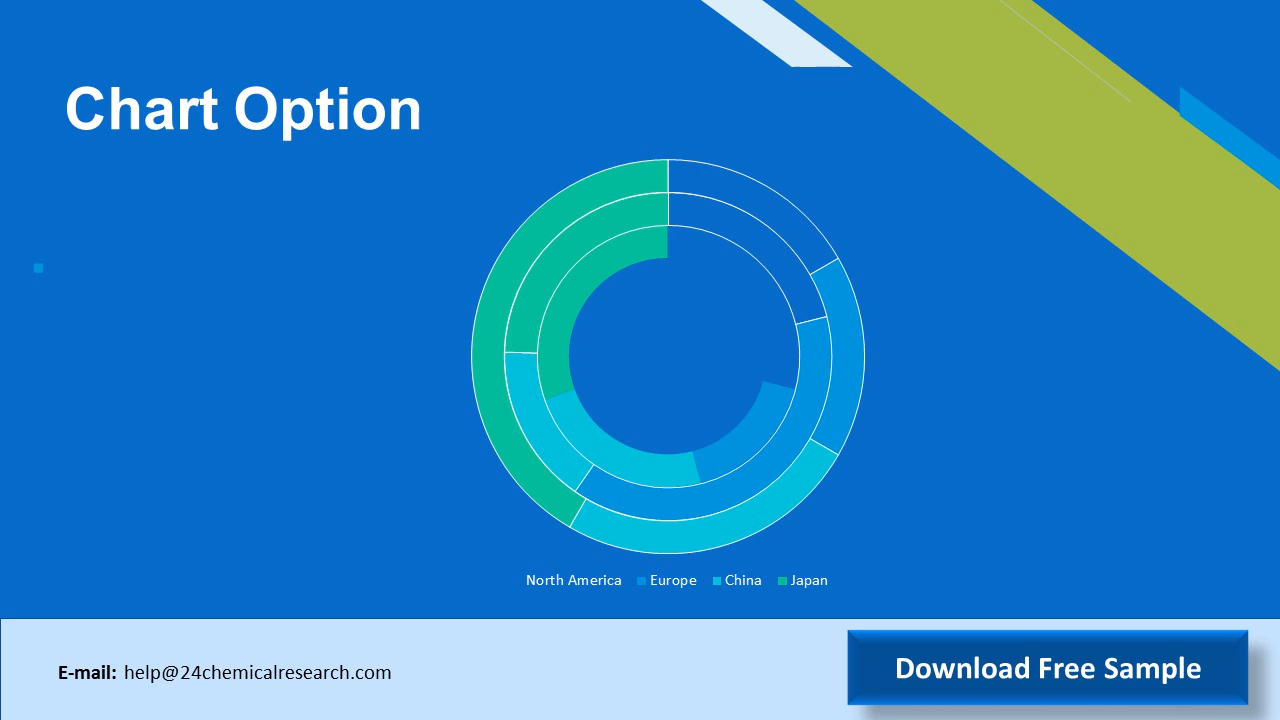 Chart Option
North America Europe China Japan
E-mail: help@24chemicalresearch.com
Download Free Sample